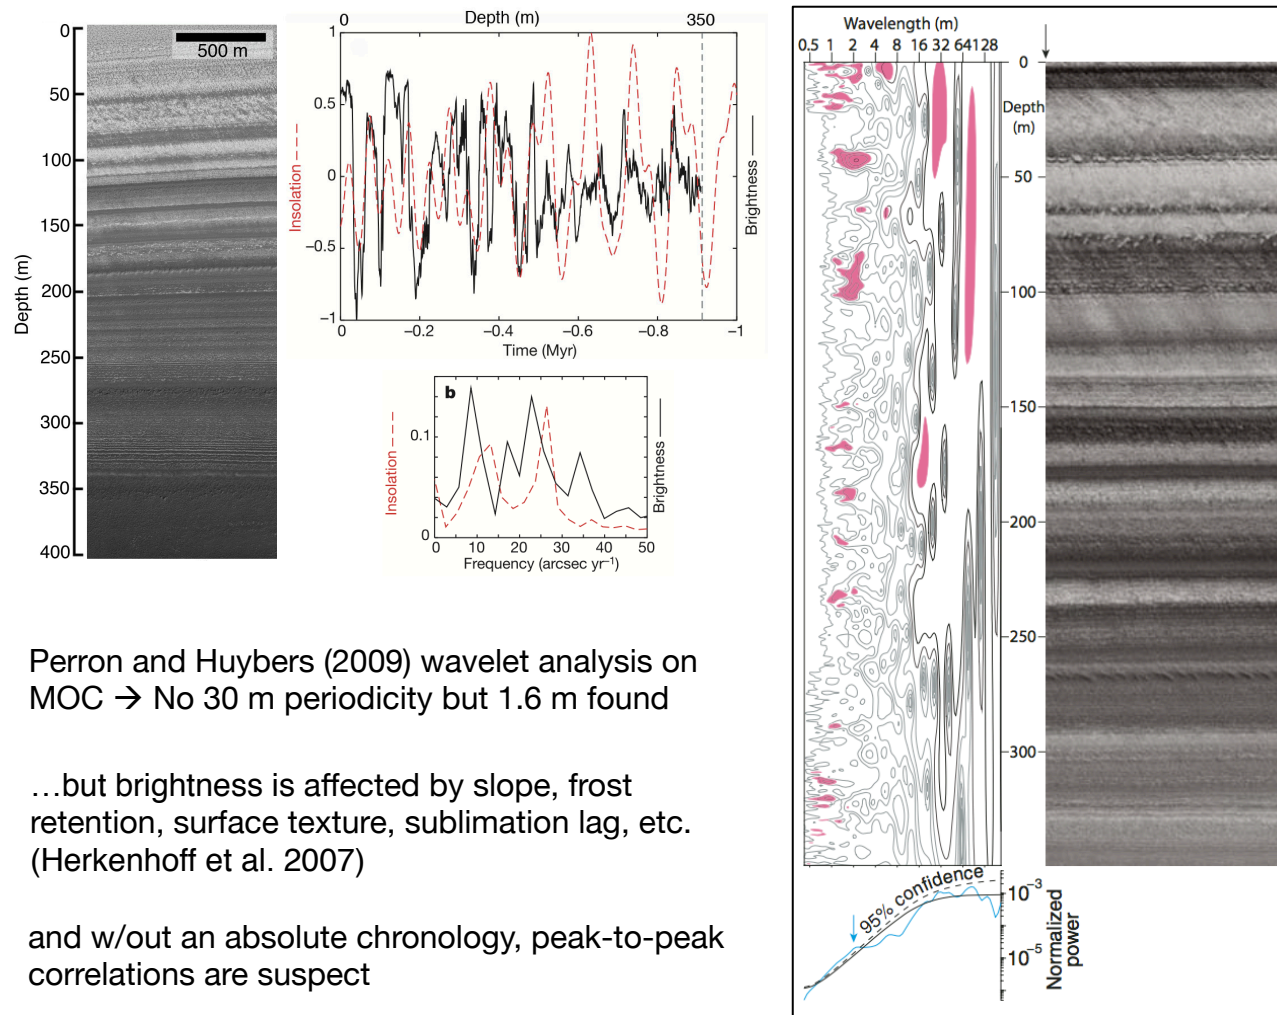 0
50
100
150
200
250
300
350
400
Depth (m)
500 m
0 Depth (m) 350
1
0.5
0
−0.5
−1
Insolation
Brightness
0 −0.2 −0.4 −0.6 −0.8 −1
Time (Myr)
b
0.1
0
Insolation
Brightness
0 10 20 30 40 50
Frequency (arcsec yr⁻¹)
Perron and Huybers (2009) wavelet analysis on
MOC → No 30 m periodicity but 1.6 m found
…but brightness is affected by slope, frost
retention, surface texture, sublimation lag, etc.
(Herkenhoff et al. 2007)
and w/out an absolute chronology, peak-to-peak
correlations are suspect
Wavelength (m)
0.5 1 2 4 8 16 32 64 128
0
Depth
(m)
50
100
150
200
250
300
95% confidence
10⁻³
10⁻⁵
Normalized
power